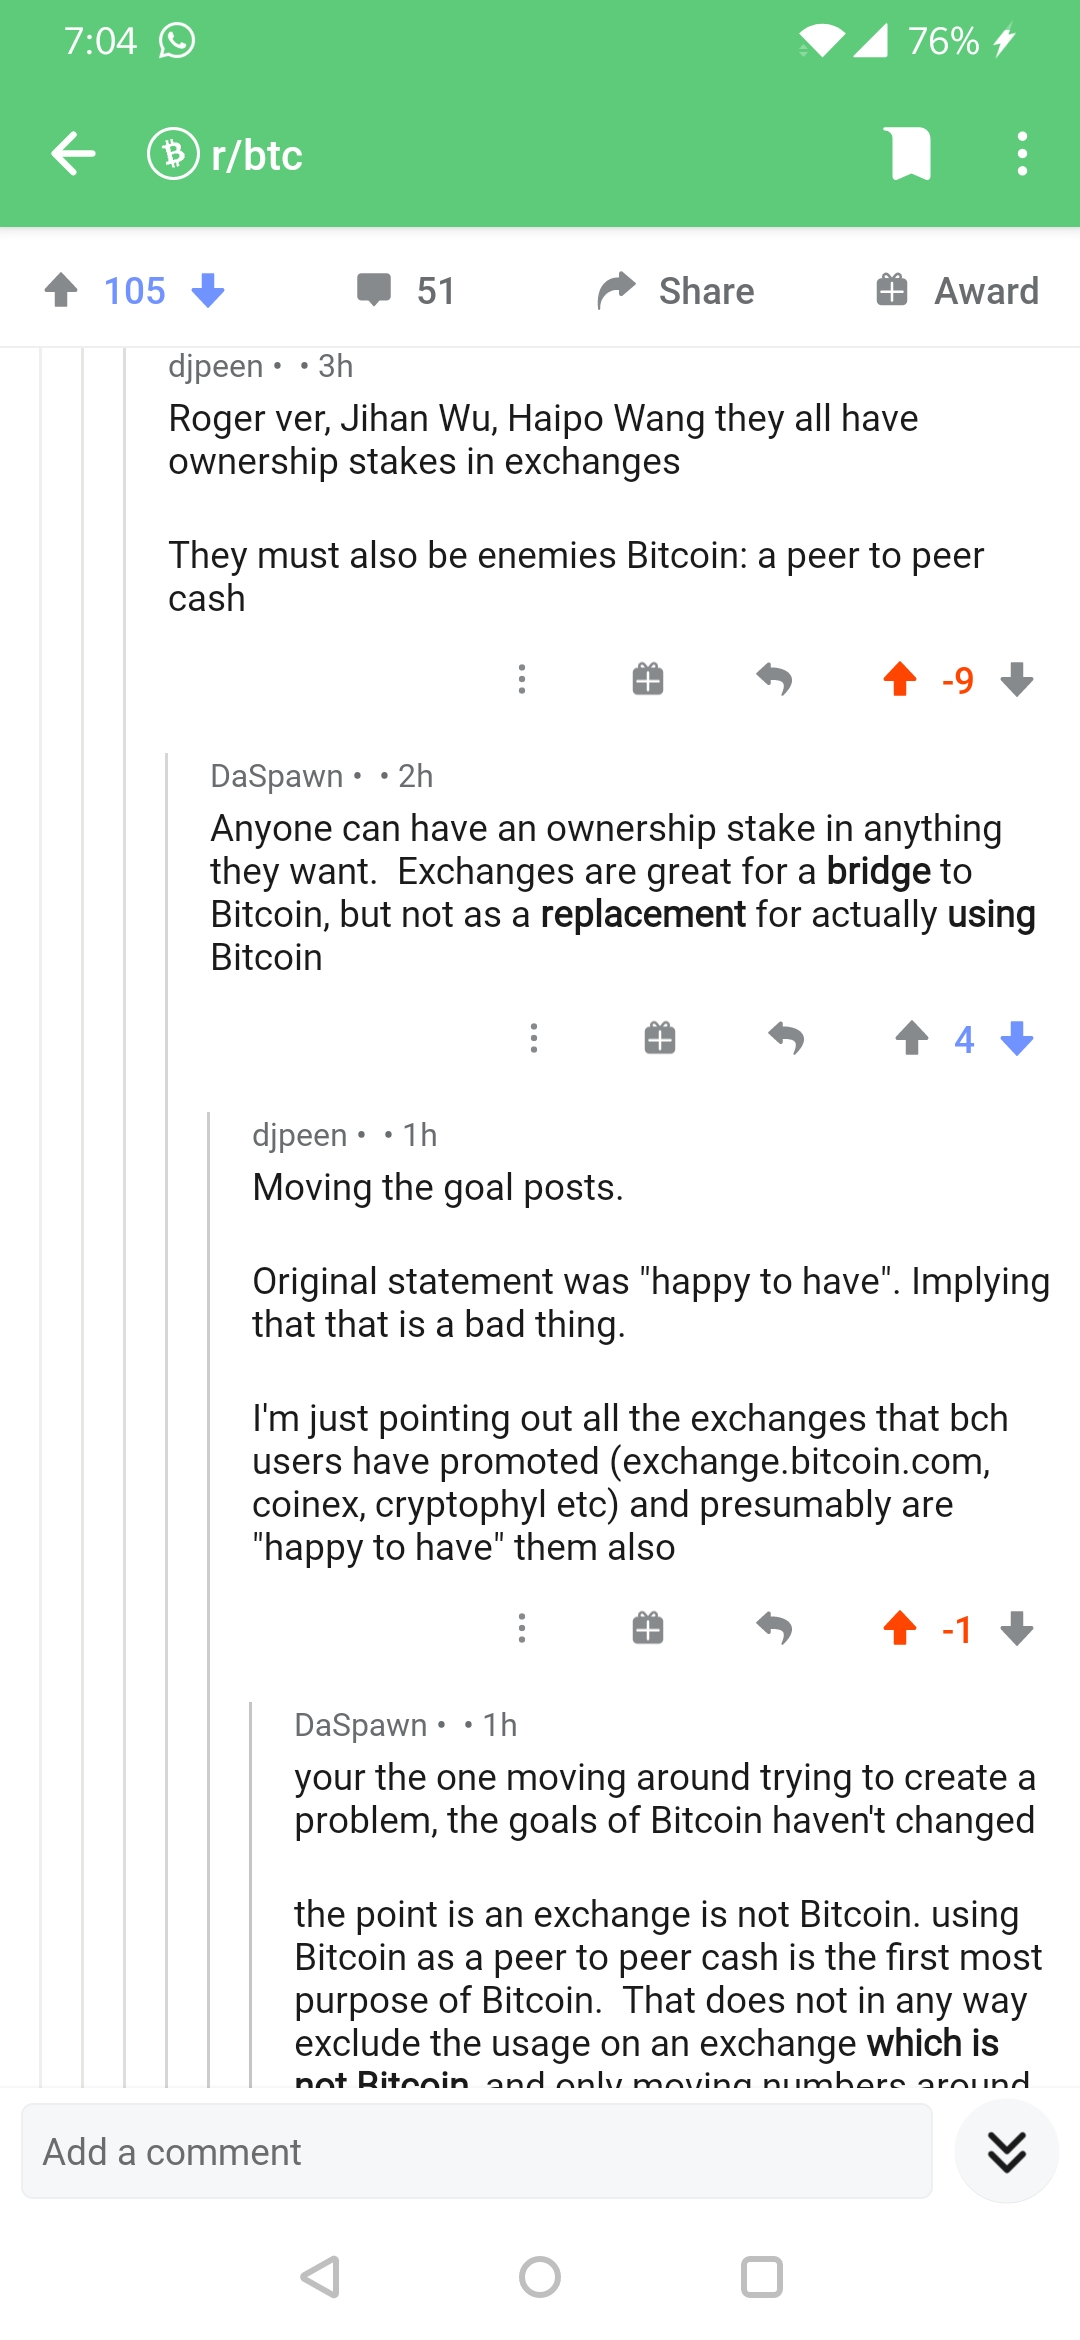 7:04 76%
r/btc
105 51 Share Award
djpeen • • 3h
Roger ver, Jihan Wu, Haipo Wang they all have
ownership stakes in exchanges
They must also be enemies Bitcoin: a peer to peer
cash
-9
DaSpawn • • 2h
Anyone can have an ownership stake in anything
they want. Exchanges are great for a bridge to
Bitcoin, but not as a replacement for actually using
Bitcoin
4
djpeen • • 1h
Moving the goal posts.
Original statement was "happy to have". Implying
that that is a bad thing.
I'm just pointing out all the exchanges that bch
users have promoted (exchange.bitcoin.com,
coinex, cryptophyl etc) and presumably are
"happy to have" them also
-1
DaSpawn • • 1h
your the one moving around trying to create a
problem, the goals of Bitcoin haven't changed
the point is an exchange is not Bitcoin. using
Bitcoin as a peer to peer cash is the first most
purpose of Bitcoin. That does not in any way
exclude the usage on an exchange which is
not Bitcoin and only moving numbers around
Add a comment